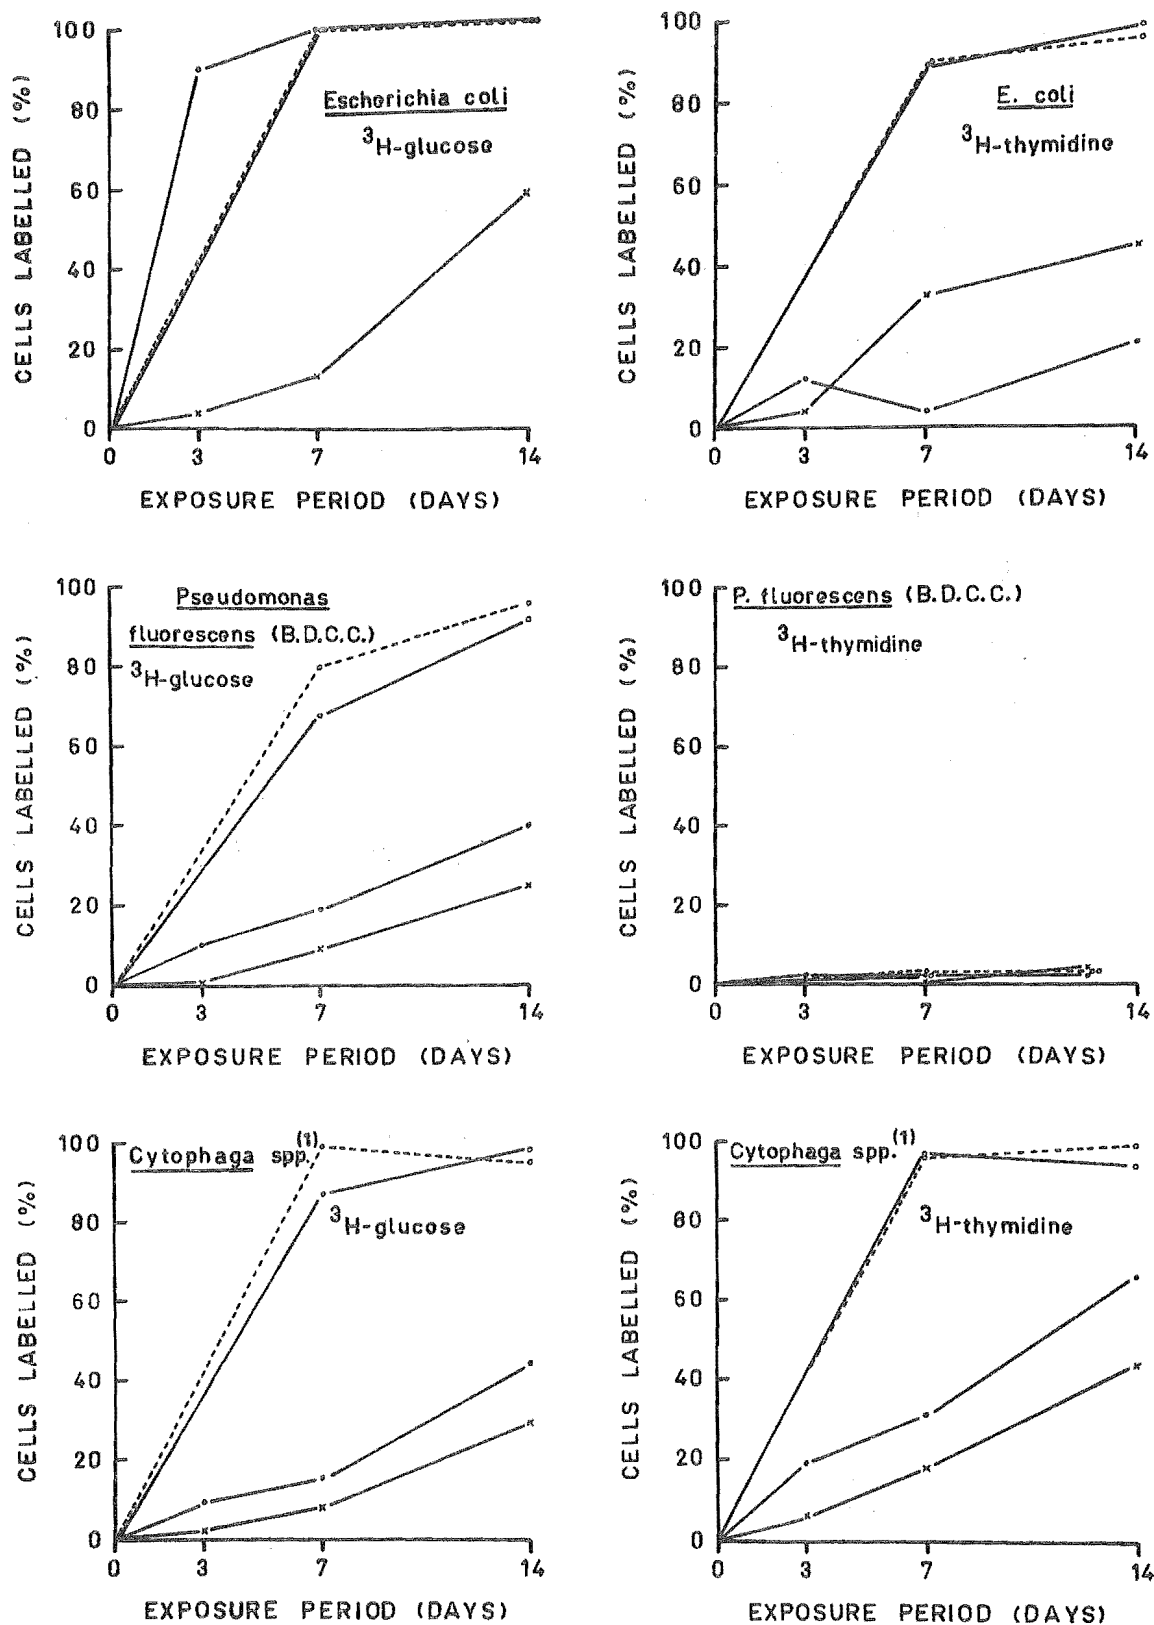 100
80
60
40
20
0
CELLS LABELLED (%)
Escherichia coli
³H-glucose
0 3 7 14
EXPOSURE PERIOD (DAYS)
100
80
60
40
20
0
CELLS LABELLED (%)
E. coli
³H-thymidine
0 3 7 14
EXPOSURE PERIOD (DAYS)
100
80
60
40
20
0
CELLS LABELLED (%)
Pseudomonas
fluorescens (B.D.C.C.)
³H-glucose
0 3 7 14
EXPOSURE PERIOD (DAYS)
100
80
60
40
20
0
CELLS LABELLED (%)
P. fluorescens (B.D.C.C.)
³H-thymidine
0 3 7 14
EXPOSURE PERIOD (DAYS)
100
80
60
40
20
0
CELLS LABELLED (%)
Cytophaga spp.(1)
³H-glucose
0 3 7 14
EXPOSURE PERIOD (DAYS)
100
80
60
40
20
0
CELLS LABELLED (%)
Cytophaga spp.(1)
³H-thymidine
0 3 7 14
EXPOSURE PERIOD (DAYS)